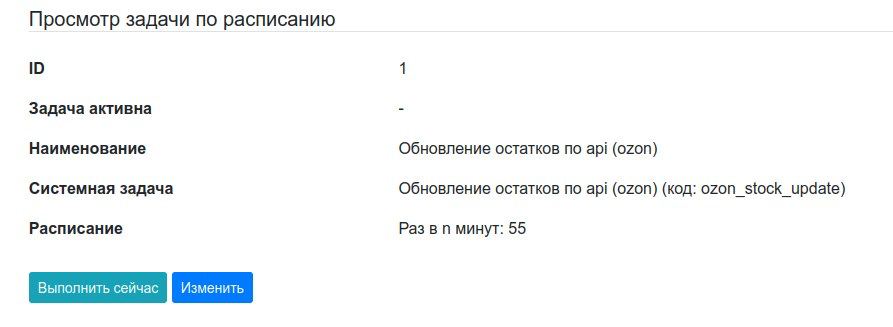 Просмотр задачи по расписанию
ID 1
Задача активна -
Наименование Обновление остатков по api (ozon)
Системная задача Обновление остатков по api (ozon) (код: ozon_stock_update)
Расписание Раз в n минут: 55
Выполнить сейчас Изменить